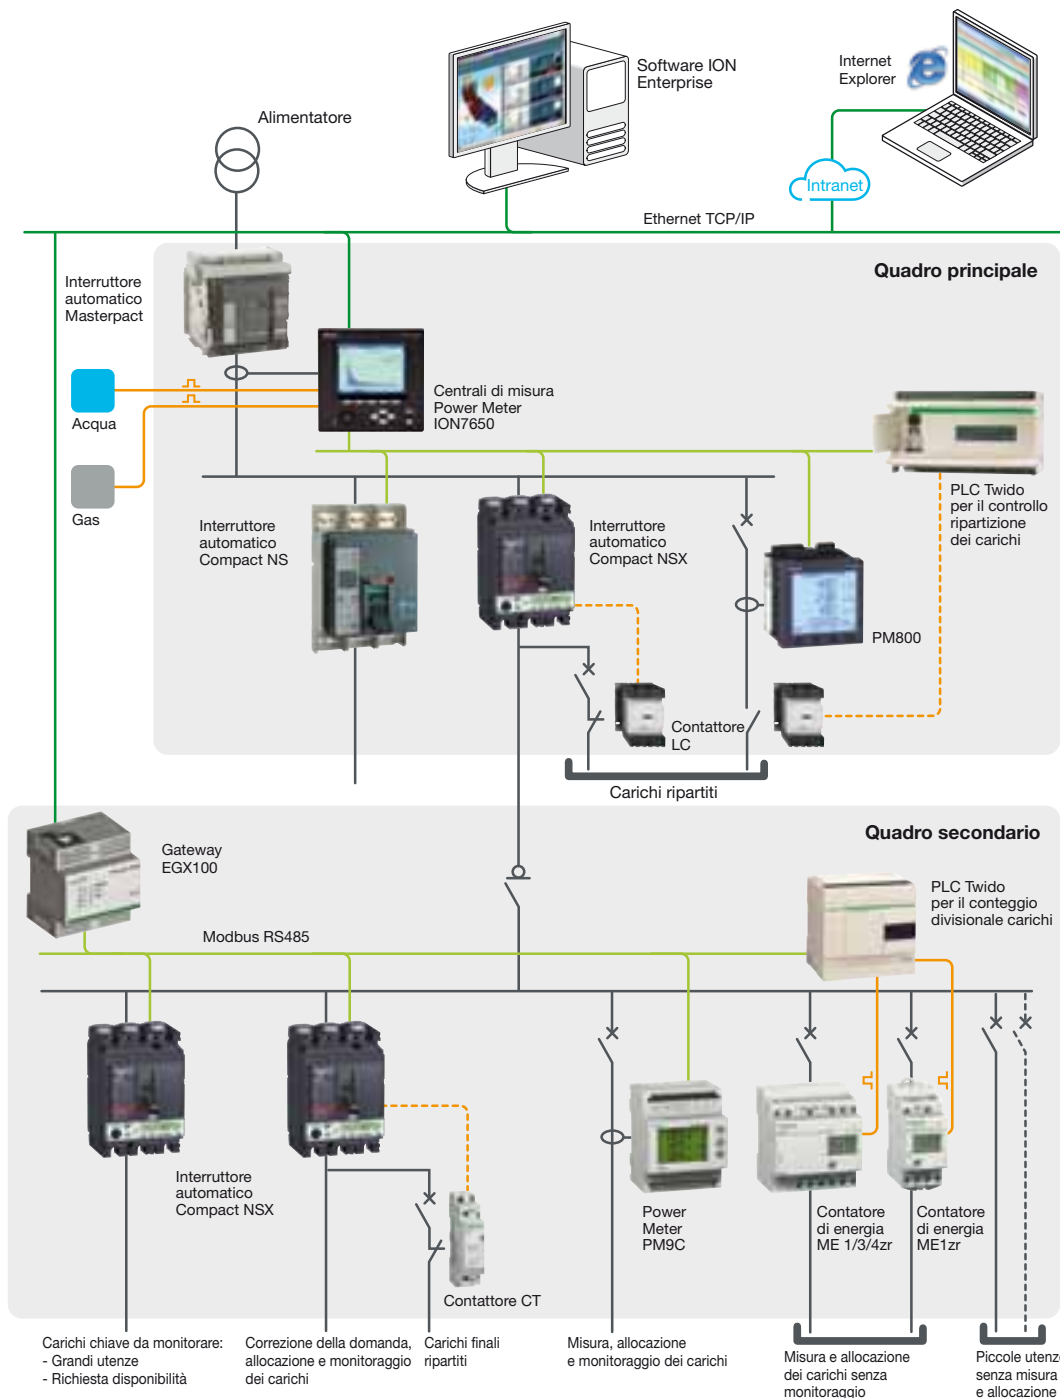 Software ION
Enterprise
Internet
Explorer
Alimentatore
Intranet
Ethernet TCP/IP
Quadro principale
Interruttore
automatico
Masterpact
Acqua
Centrali di misura
Power Meter
ION7650
Gas
Interruttore
automatico
Compact NS
Interruttore
automatico
Compact NSX
PLC Twido
per il controllo
ripartizione
dei carichi
PM800
Contattore
LC
Carichi ripartiti
Quadro secondario
Gateway
EGX100
PLC Twido
per il conteggio
divisionale carichi
Modbus RS485
Interruttore
automatico
Compact NSX
Contattore CT
Power
Meter
PM9C
Contatore
di energia
ME 1/3/4zr
Contatore
di energia
ME1zr
Carichi chiave da monitorare:
- Grandi utenze
- Richiesta disponibilità
Correzione della domanda,
allocazione e monitoraggio
dei carichi
Carichi finali
ripartiti
Misura, allocazione
e monitoraggio dei carichi
Misura e allocazione
dei carichi senza
monitoraggio
Piccole utenze
senza misura
e allocazione